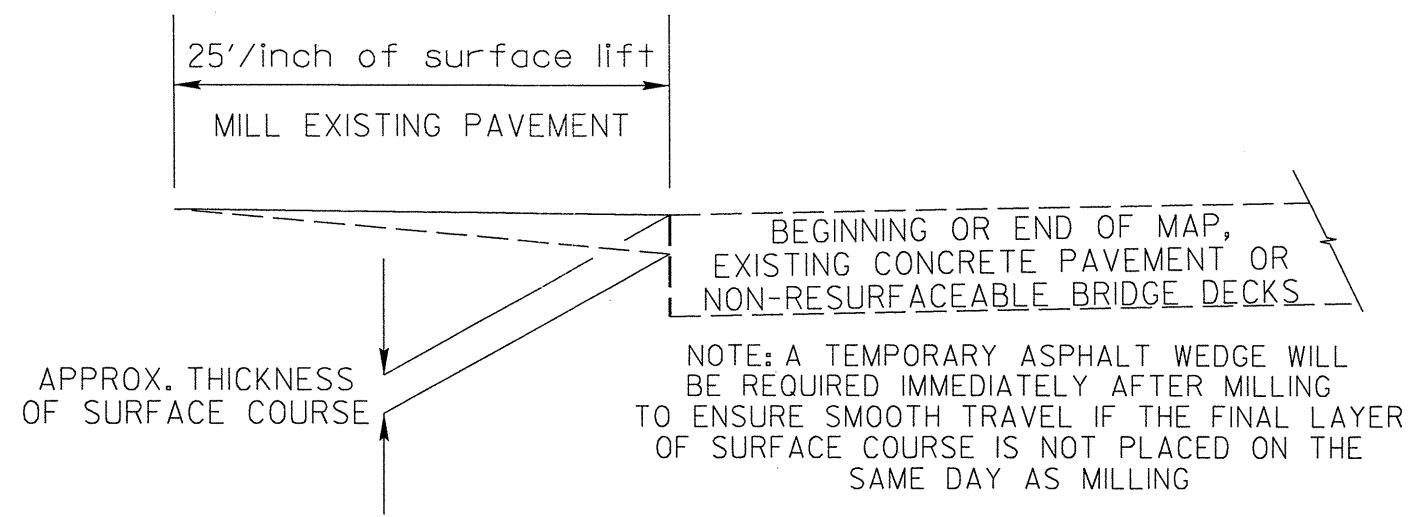 25'/inch of surface lift
MILL EXISTING PAVEMENT
BEGINNING OR END OF MAP,
EXISTING CONCRETE PAVEMENT OR
NON-RESURFACEABLE BRIDGE DECKS
APPROX. THICKNESS
OF SURFACE COURSE
NOTE: A TEMPORARY ASPHALT WEDGE WILL
BE REQUIRED IMMEDIATELY AFTER MILLING
TO ENSURE SMOOTH TRAVEL IF THE FINAL LAYER
OF SURFACE COURSE IS NOT PLACED ON THE
SAME DAY AS MILLING